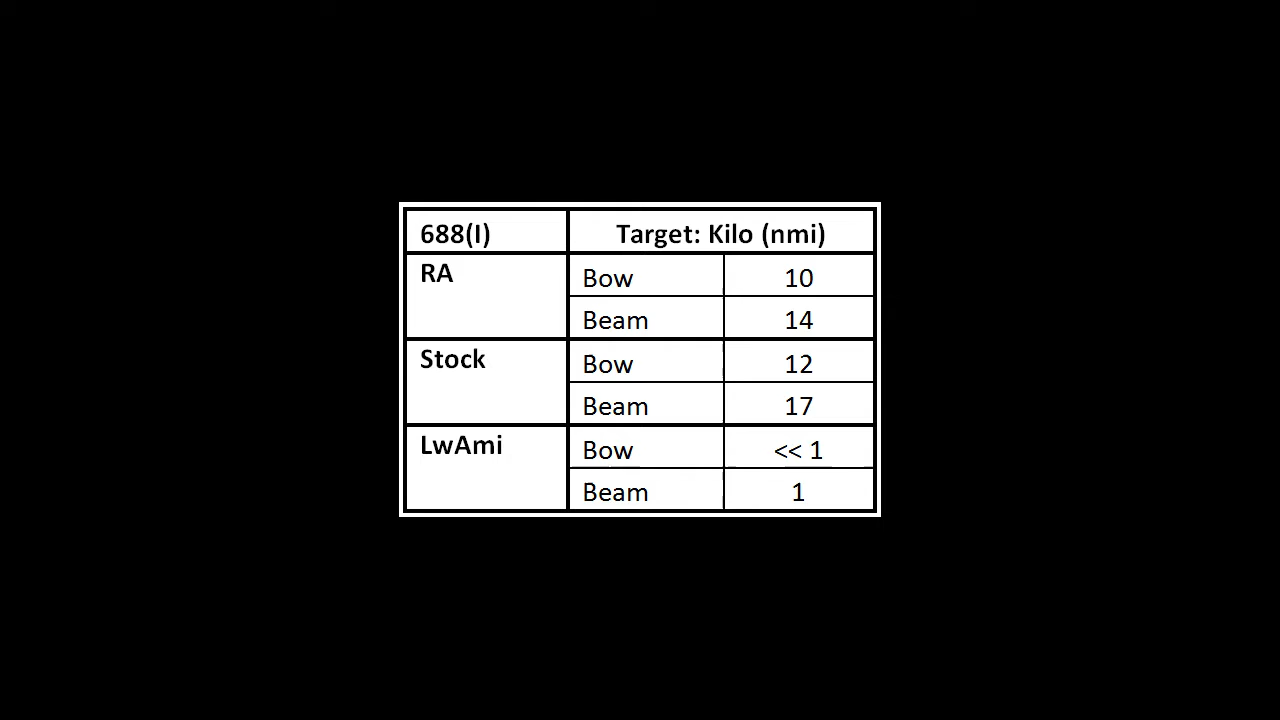 688(I) Target: Kilo (nmi)
RA Bow 10
Beam 14
Stock Bow 12
Beam 17
LwAmi Bow << 1
Beam 1